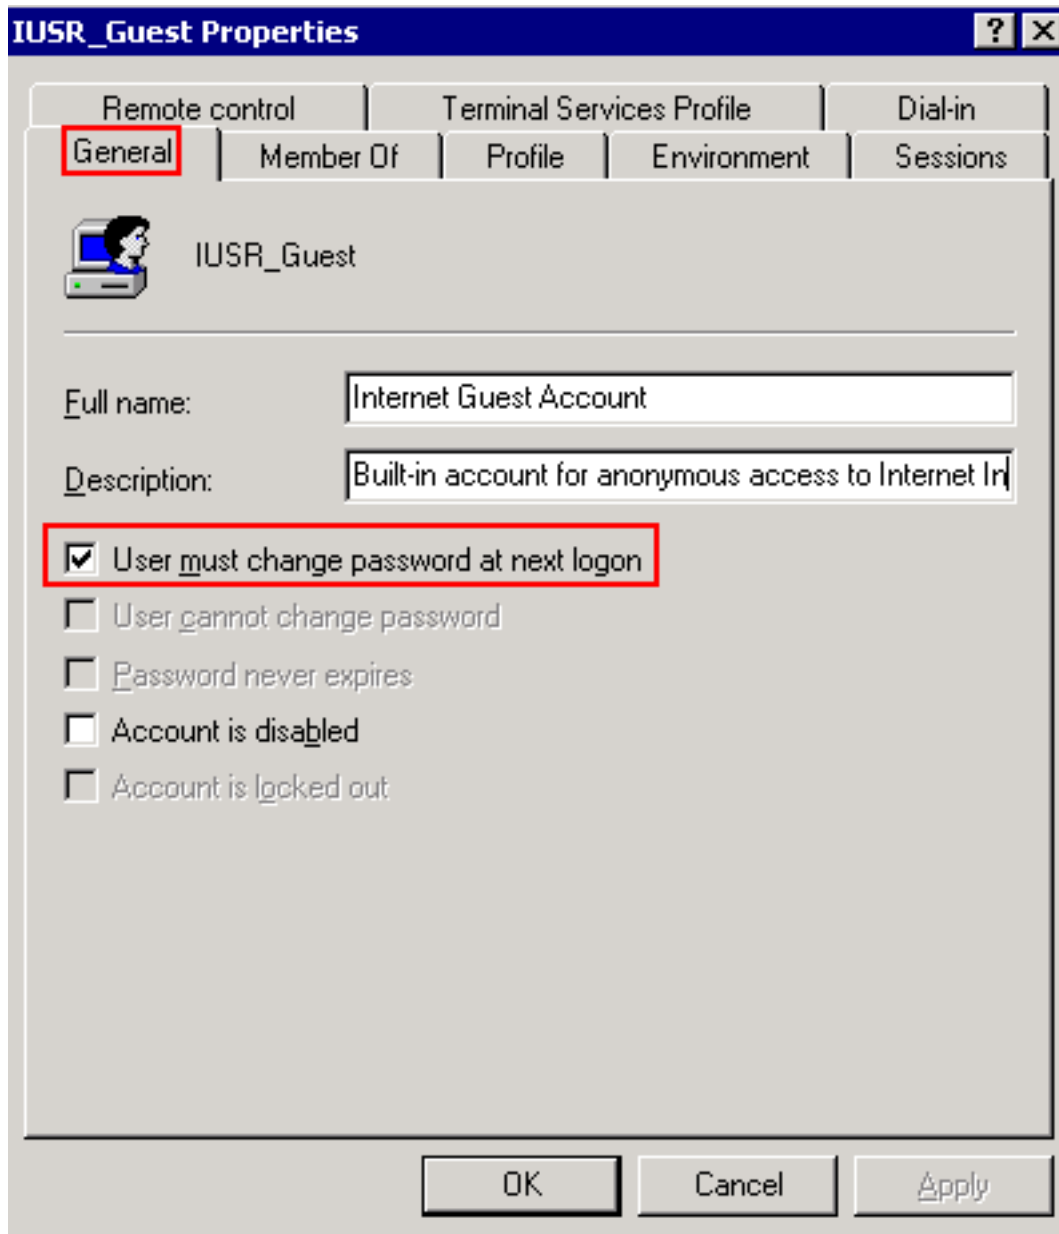 IUSR_Guest Properties
Remote control Terminal Services Profile Dial-in
General Member Of Profile Environment Sessions
IUSR_Guest
Full name: Internet Guest Account
Description: Built-in account for anonymous access to Internet In
User must change password at next logon
User cannot change password
Password never expires
Account is disabled
Account is locked out
OK Cancel Apply